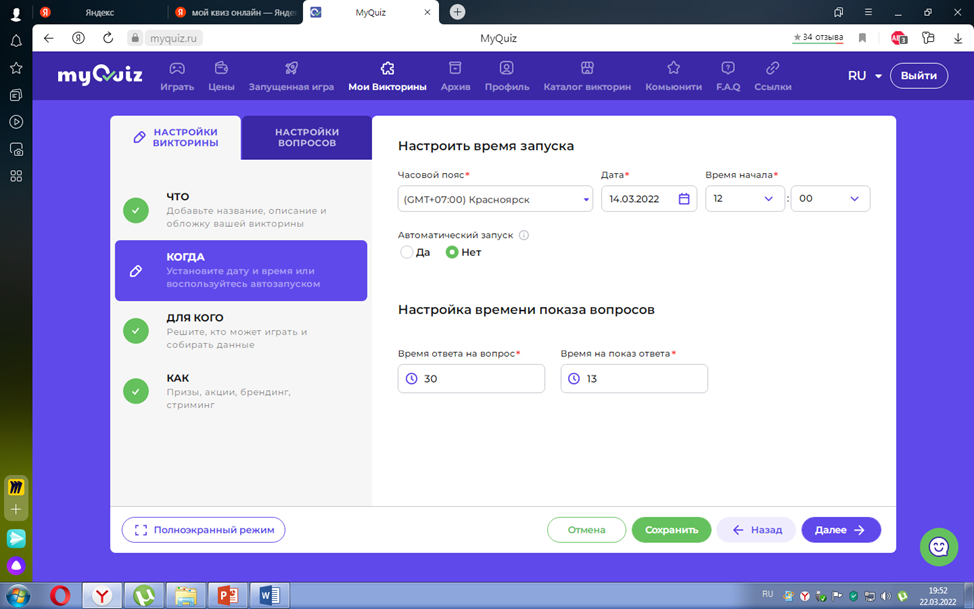 Яндекс
мой квиз онлайн — Янде
MyQuiz
myquiz.ru
MyQuiz
34 отзыва
3
myQuiz
Играть
Цены
Запущенная игра
Мои Викторины
Архив
Профиль
Каталог викторин
Комьюнити
F.A.Q
Ссылки
RU
Выйти
НАСТРОЙКИ
ВИКТОРИНЫ
НАСТРОЙКИ
ВОПРОСОВ
ЧТО
Добавьте название, описание и
обложку вашей викторины
КОГДА
Установите дату и время или
воспользуйтесь автозапуском
ДЛЯ КОГО
Решите, кто может играть и
собирать данные
КАК
Призы, акции, брендинг,
стриминг
Настроить время запуска
Часовой пояс*
Дата*
Время начала*
(GMT+07:00) Красноярск
14.03.2022
12
:
00
Автоматический запуск
Да
Нет
Настройка времени показа вопросов
Время ответа на вопрос*
Время на показ ответа*
30
13
Полноэкранный режим
Отмена
Сохранить
Назад
Далее
RU
19:52
22.03.2022